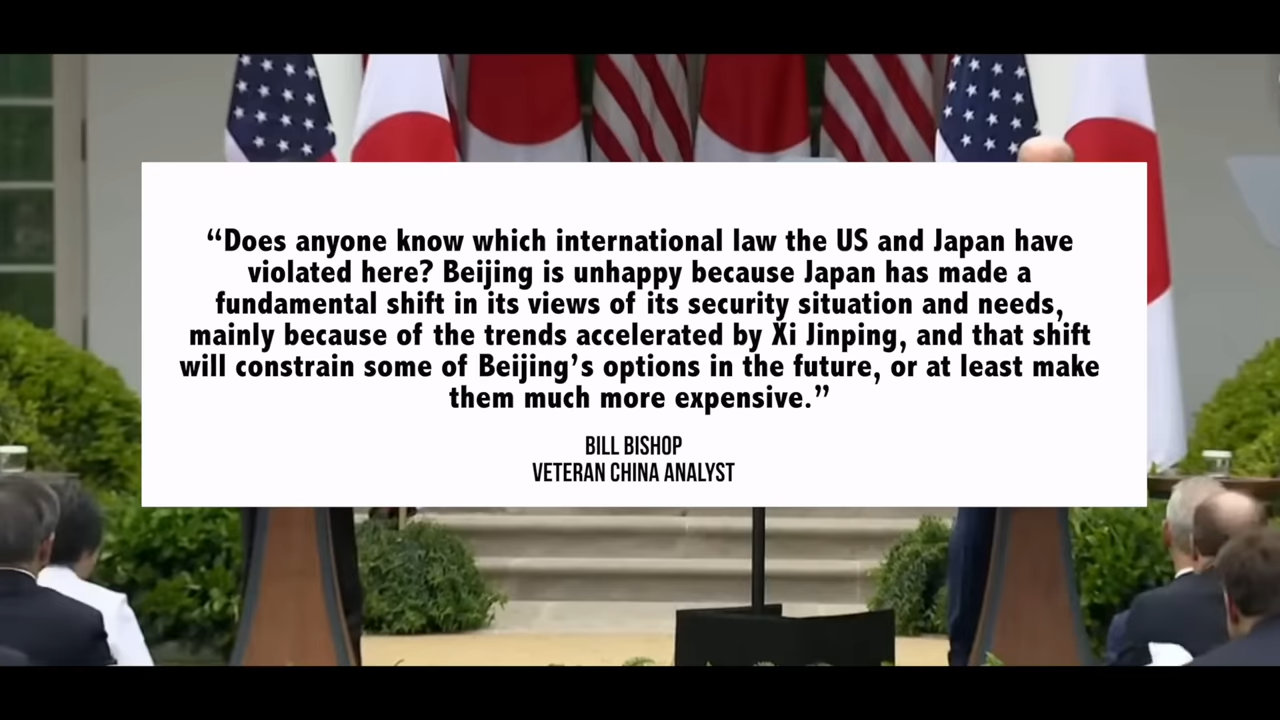 “Does anyone know which international law the US and Japan have
violated here? Beijing is unhappy because Japan has made a
fundamental shift in its views of its security situation and needs,
mainly because of the trends accelerated by Xi Jinping, and that shift
will constrain some of Beijing’s options in the future, or at least make
them much more expensive.”
BILL BISHOP
VETERAN CHINA ANALYST